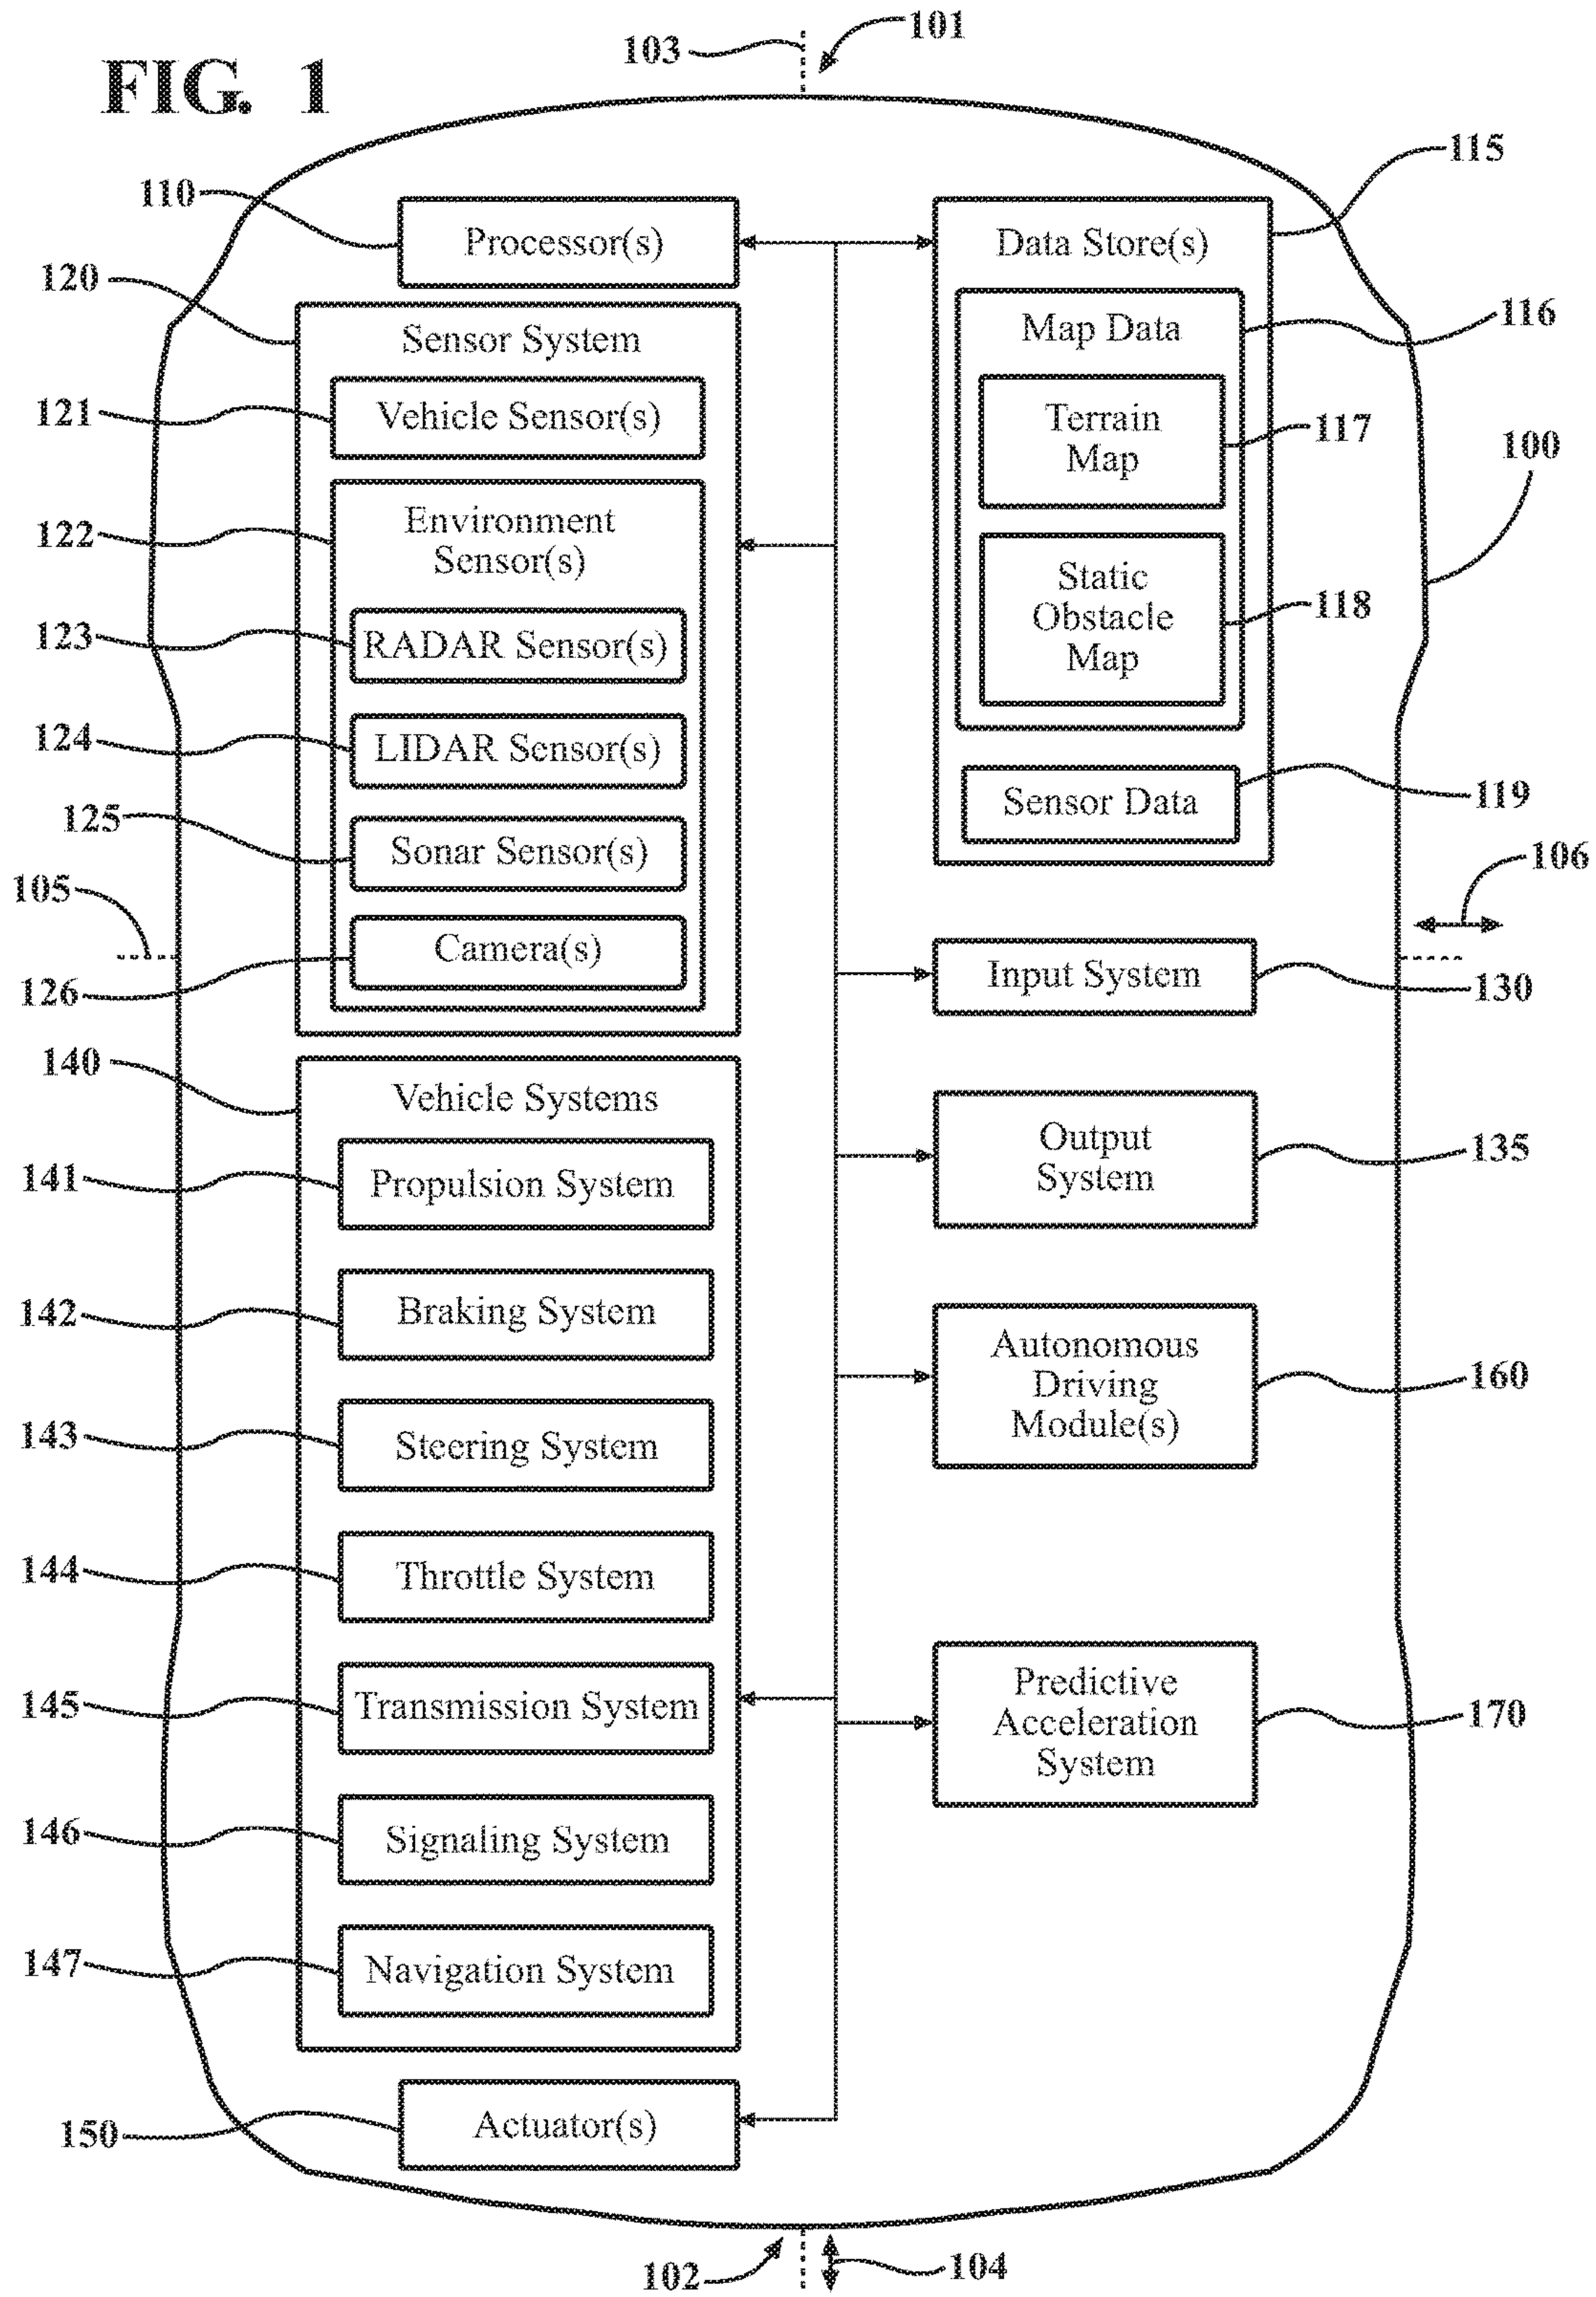 FIG. 1
103
101
110
Processor(s)
120
Sensor System
121
Vehicle Sensor(s)
122
Environment
Sensor(s)
123
RADAR Sensor(s)
124
LIDAR Sensor(s)
125
Sonar Sensor(s)
105
126
Camera(s)
140
Vehicle Systems
141
Propulsion System
142
Braking System
143
Steering System
144
Throttle System
145
Transmission System
146
Signaling System
147
Navigation System
150
Actuator(s)
115
Data Store(s)
116
Map Data
Terrain
Map
117
100
Static
Obstacle
Map
118
Sensor Data
119
106
Input System
130
Output
System
135
Autonomous
Driving
Module(s)
160
Predictive
Acceleration
System
170
102
104